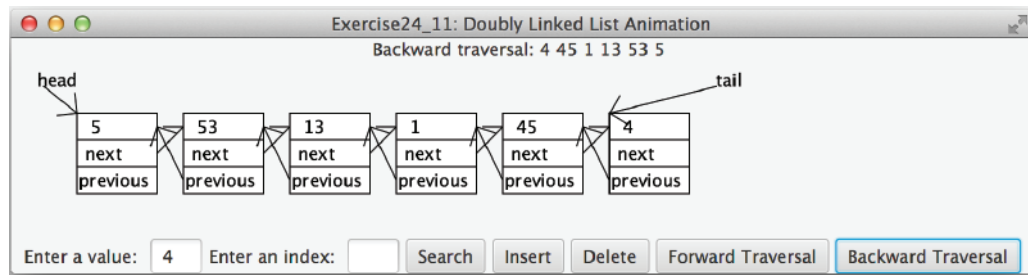 Exercise24_11: Doubly Linked List Animation
Backward traversal: 4 45 1 13 53 5
head tail
5 53 13 1 45 4
next next next next next next
previous previous previous previous previous previous
Enter a value: 4 Enter an index: Search Insert Delete Forward Traversal Backward Traversal